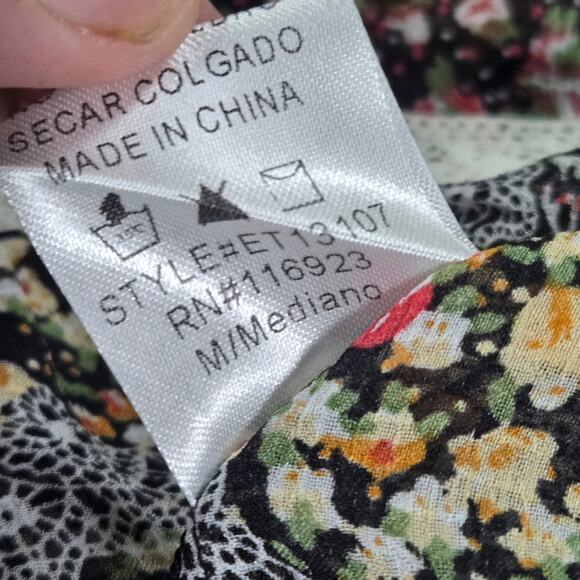 SECAR COLGADO
MADE IN CHINA
STYLE#ET13107
RN#116923
M/Mediano